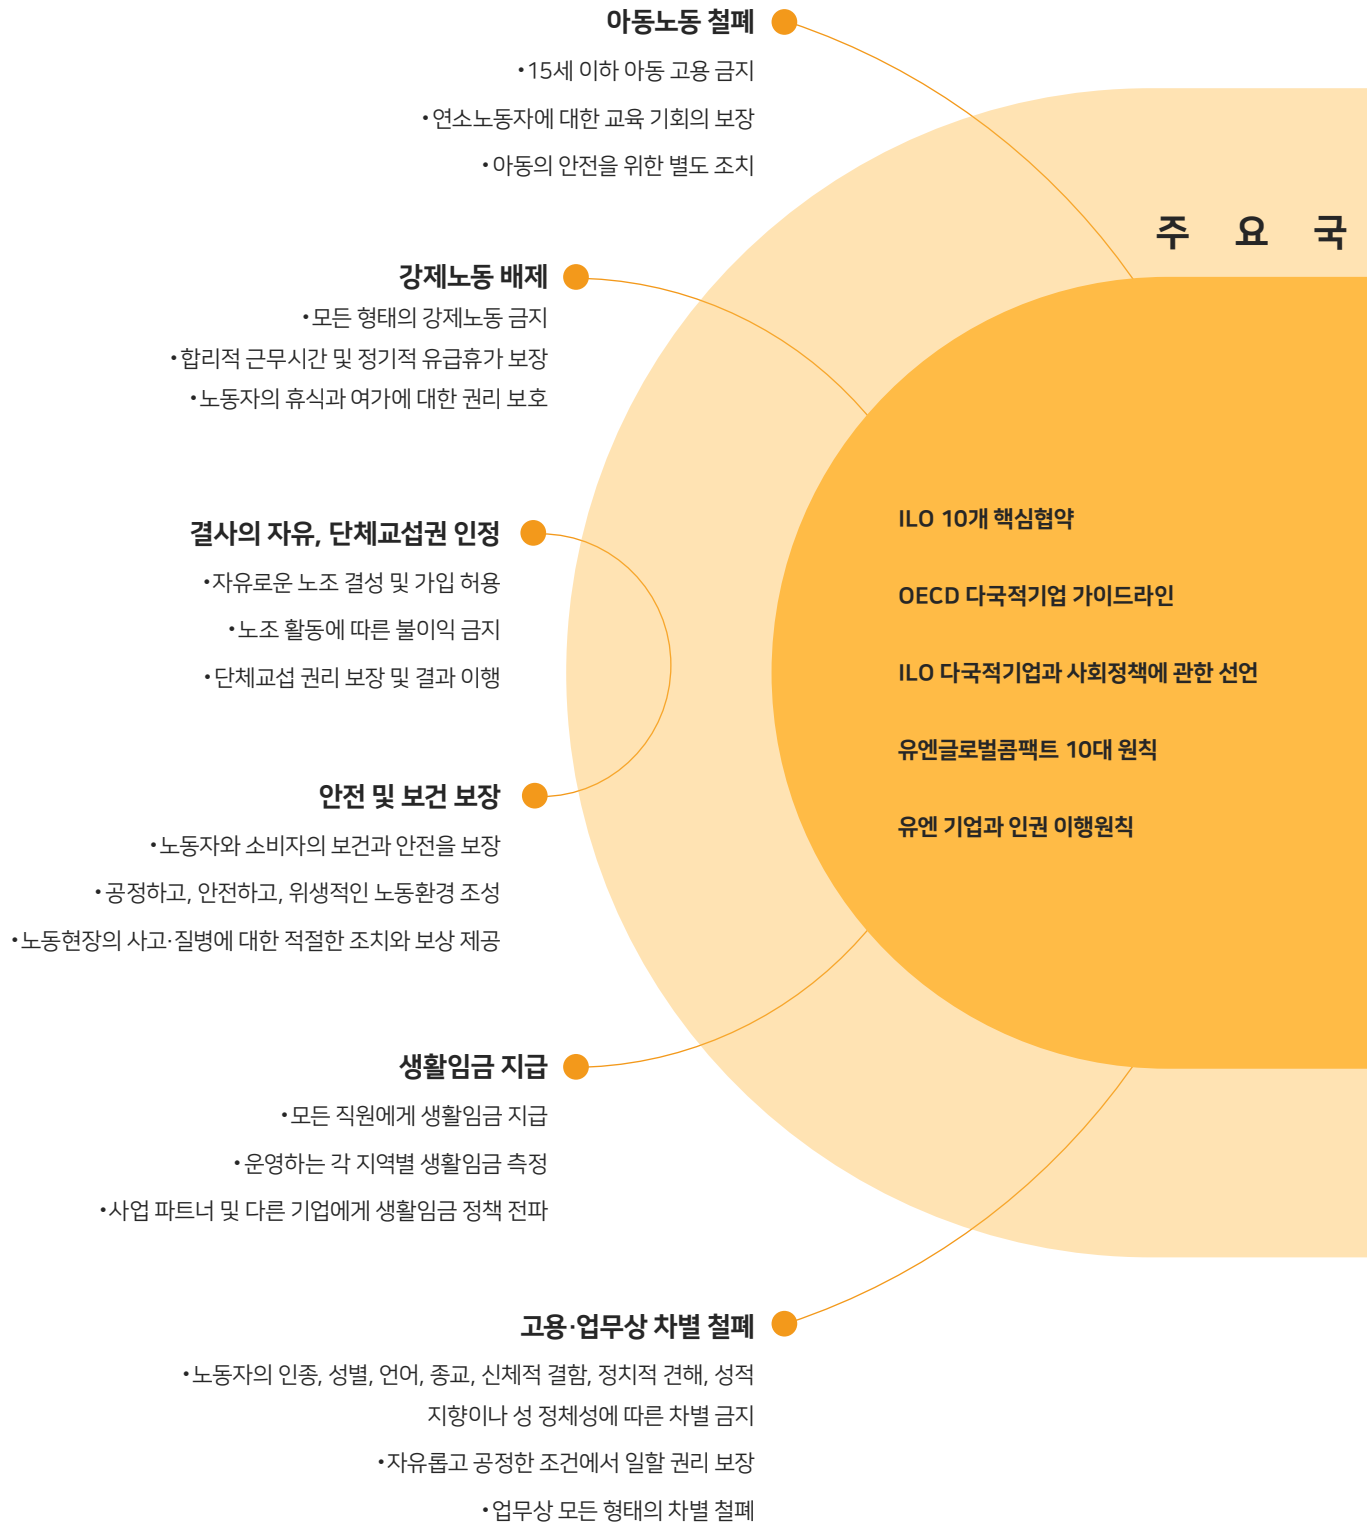 아동노동 철폐
•15세 이하 아동 고용 금지
•연소노동자에 대한 교육 기회의 보장
•아동의 안전을 위한 별도 조치
주 요 국
강제노동 배제
•모든 형태의 강제노동 금지
•합리적 근무시간 및 정기적 유급휴가 보장
•노동자의 휴식과 여가에 대한 권리 보호
결사의 자유, 단체교섭권 인정
•자유로운 노조 결성 및 가입 허용
•노조 활동에 따른 불이익 금지
•단체교섭 권리 보장 및 결과 이행
ILO 10개 핵심협약
OECD 다국적기업 가이드라인
ILO 다국적기업과 사회정책에 관한 선언
유엔글로벌콤팩트 10대 원칙
유엔 기업과 인권 이행원칙
안전 및 보건 보장
•노동자와 소비자의 보건과 안전을 보장
•공정하고, 안전하고, 위생적인 노동환경 조성
•노동현장의 사고·질병에 대한 적절한 조치와 보상 제공
생활임금 지급
•모든 직원에게 생활임금 지급
•운영하는 각 지역별 생활임금 측정
•사업 파트너 및 다른 기업에게 생활임금 정책 전파
고용·업무상 차별 철폐
•노동자의 인종, 성별, 언어, 종교, 신체적 결함, 정치적 견해, 성적
지향이나 성 정체성에 따른 차별 금지
•자유롭고 공정한 조건에서 일할 권리 보장
•업무상 모든 형태의 차별 철폐